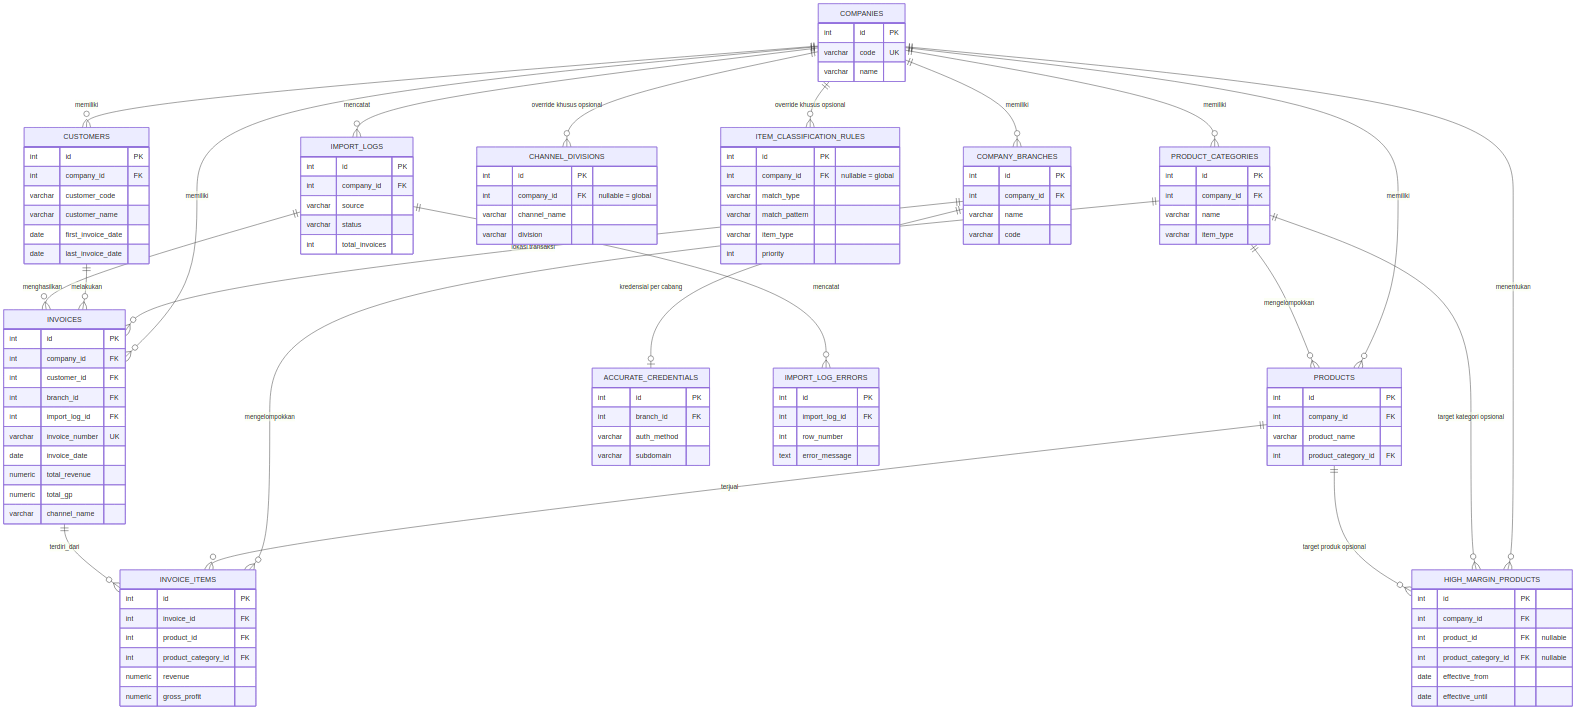 COMPANIES
int id PK
varchar code UK
varchar name
memiliki
mencatat
override khusus opsional
override khusus opsional
memiliki
memiliki
CUSTOMERS
int id PK
int company_id FK
varchar customer_code
varchar customer_name
date first_invoice_date
date last_invoice_date
IMPORT_LOGS
int id PK
int company_id FK
varchar source
varchar status
int total_invoices
CHANNEL_DIVISIONS
int id PK
int company_id FK nullable = global
varchar channel_name
varchar division
ITEM_CLASSIFICATION_RULES
int id PK
int company_id FK nullable = global
varchar match_type
varchar match_pattern
varchar item_type
int priority
COMPANY_BRANCHES
int id PK
int company_id FK
varchar name
varchar code
PRODUCT_CATEGORIES
int id PK
int company_id FK
varchar name
varchar item_type
memiliki
memiliki
lokasi transaksi
menghasilkan
melakukan
kredensial per cabang
mencatat
mengelompokkan
menentukan
INVOICES
int id PK
int company_id FK
int customer_id FK
int branch_id FK
int import_log_id FK
varchar invoice_number UK
date invoice_date
numeric total_revenue
numeric total_gp
varchar channel_name
ACCURATE_CREDENTIALS
int id PK
int branch_id FK
varchar auth_method
varchar subdomain
IMPORT_LOG_ERRORS
int id PK
int import_log_id FK
int row_number
text error_message
PRODUCTS
int id PK
int company_id FK
varchar product_name
int product_category_id FK
mengelompokkan
target kategori opsional
terjual
terdiri_dari
target produk opsional
INVOICE_ITEMS
int id PK
int invoice_id FK
int product_id FK
int product_category_id FK
numeric revenue
numeric gross_profit
HIGH_MARGIN_PRODUCTS
int id PK
int company_id FK
int product_id FK nullable
int product_category_id FK nullable
date effective_from
date effective_until